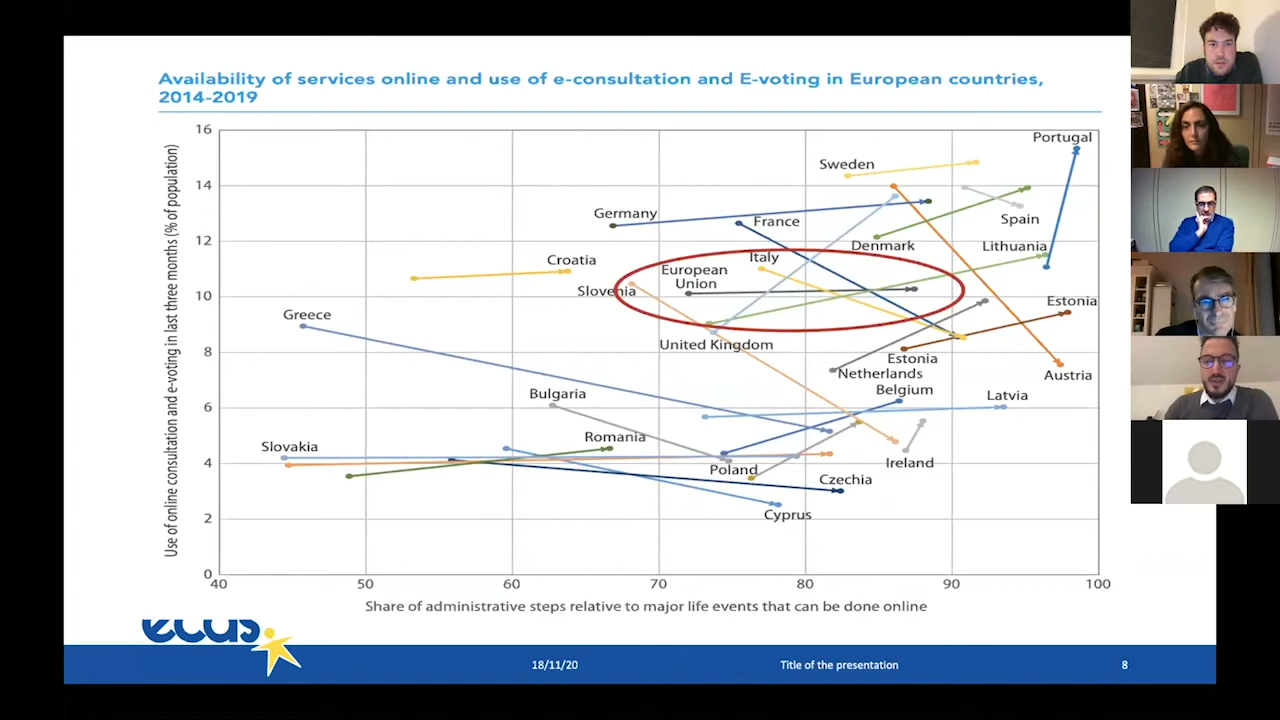 Availability of services online and use of e-consultation and E-voting in European countries,
2014-2019
Use of online consultation and e-voting in last three months (% of population)
16
14
12
10
8
6
4
2
0
Portugal
Sweden
Germany
France
Spain
Denmark
Lithuania
Croatia
Italy
European
Union
Slovenia
Greece
Estonia
United Kingdom
Estonia
Netherlands
Austria
Belgium
Bulgaria
Latvia
Romania
Slovakia
Poland
Ireland
Czechia
Cyprus
40
50
60
70
80
90
100
Share of administrative steps relative to major life events that can be done online
ecas
18/11/20
Title of the presentation
8